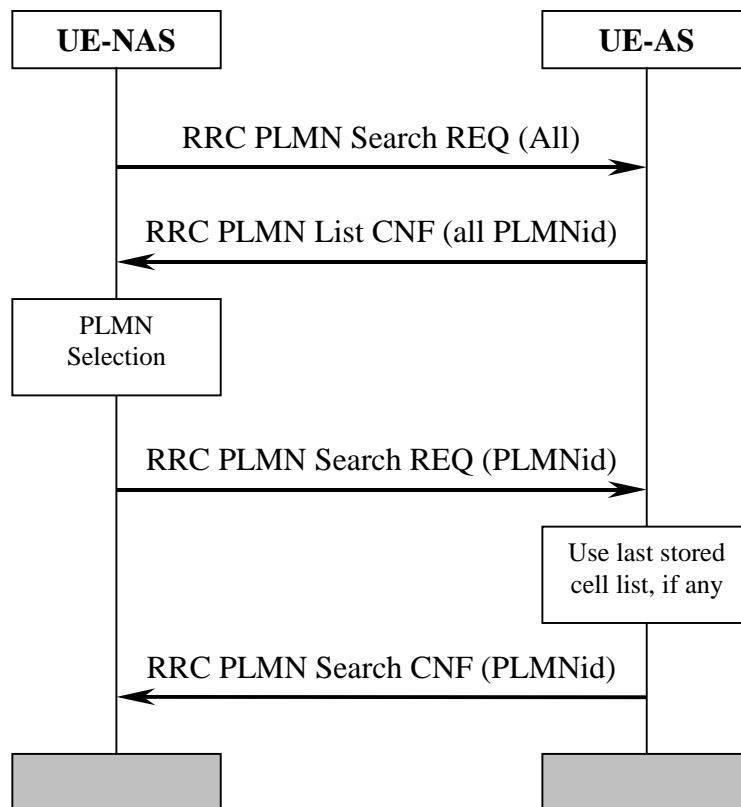 UE-NAS
UE-AS
RRC PLMN Search REQ (All)
RRC PLMN List CNF (all PLMNid)
PLMN
Selection
RRC PLMN Search REQ (PLMNid)
Use last stored
cell list, if any
RRC PLMN Search CNF (PLMNid)